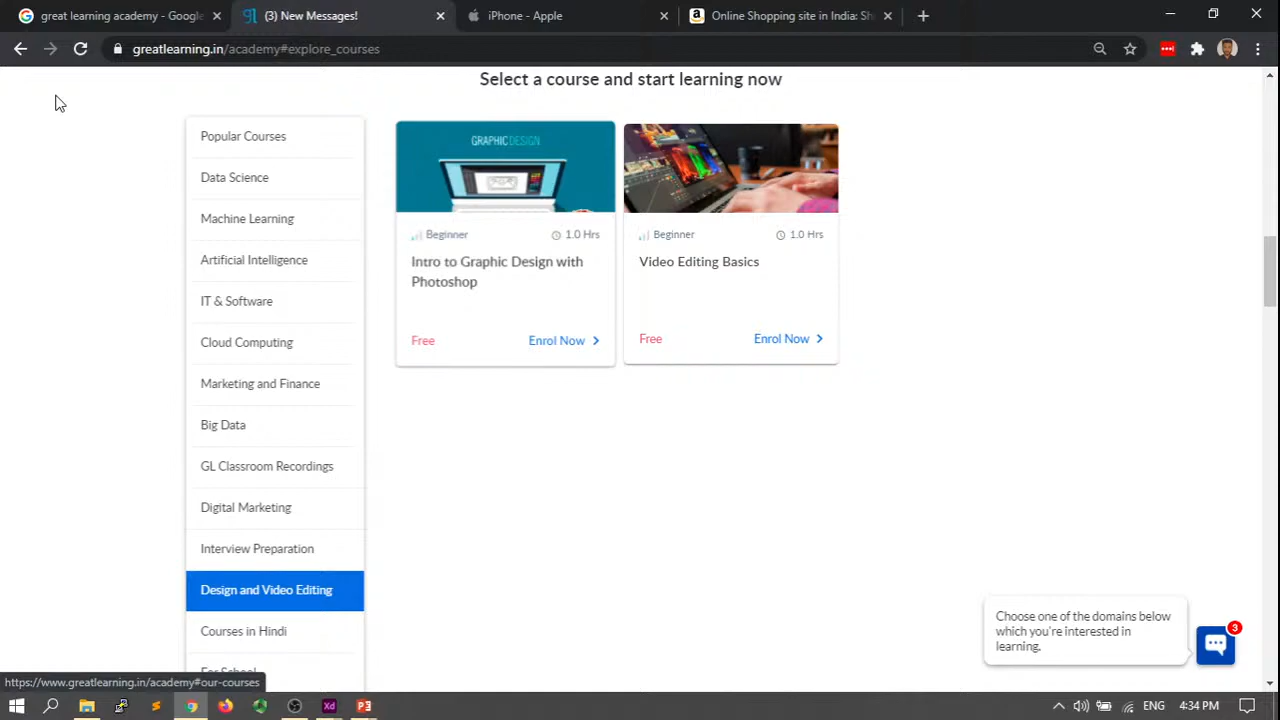 great learning academy - Google
(3) New Messages!
iPhone - Apple
Online Shopping site in India: Sh
greatlearning.in/academy#explore_courses
Select a course and start learning now
Popular Courses
Data Science
Machine Learning
Artificial Intelligence
IT & Software
Cloud Computing
Marketing and Finance
Big Data
GL Classroom Recordings
Digital Marketing
Interview Preparation
Design and Video Editing
Courses in Hindi
For School
GRAPHIC DESIGN
Beginner 1.0 Hrs
Intro to Graphic Design with
Photoshop
Free Enrol Now
Beginner 1.0 Hrs
Video Editing Basics
Free Enrol Now
Choose one of the domains below
which you're interested in
learning.
3
https://www.greatlearning.in/academy#our-courses
ENG 4:34 PM